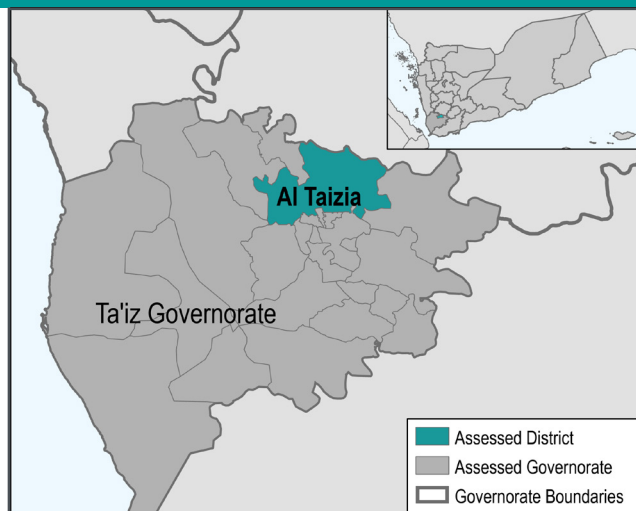 Al Taizia
Ta'iz Governorate
Assessed District
Assessed Governorate
Governorate Boundaries